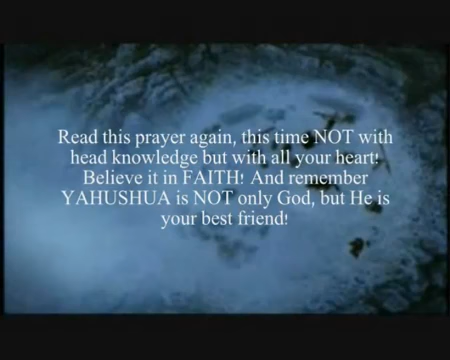 Read this prayer again, this time NOT with
head knowledge but with all your heart!
Believe it in FAITH! And remember
YAHUSHUA is NOT only God, but He is
your best friend!